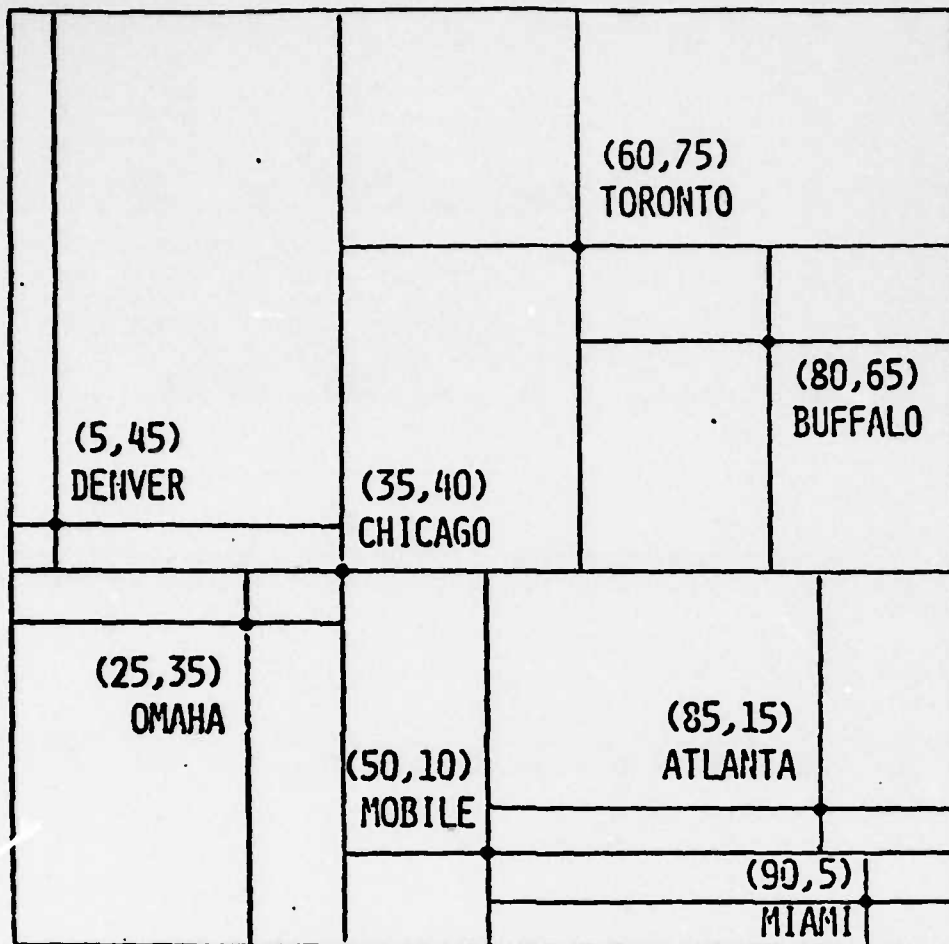 (60,75)
TORONTO
(80,65)
BUFFALO
(5,45)
DENVER
(35,40)
CHICAGO
(25,35)
OMAHA
(85,15)
ATLANTA
(50,10)
MOBILE
(90,5)
MIAMI